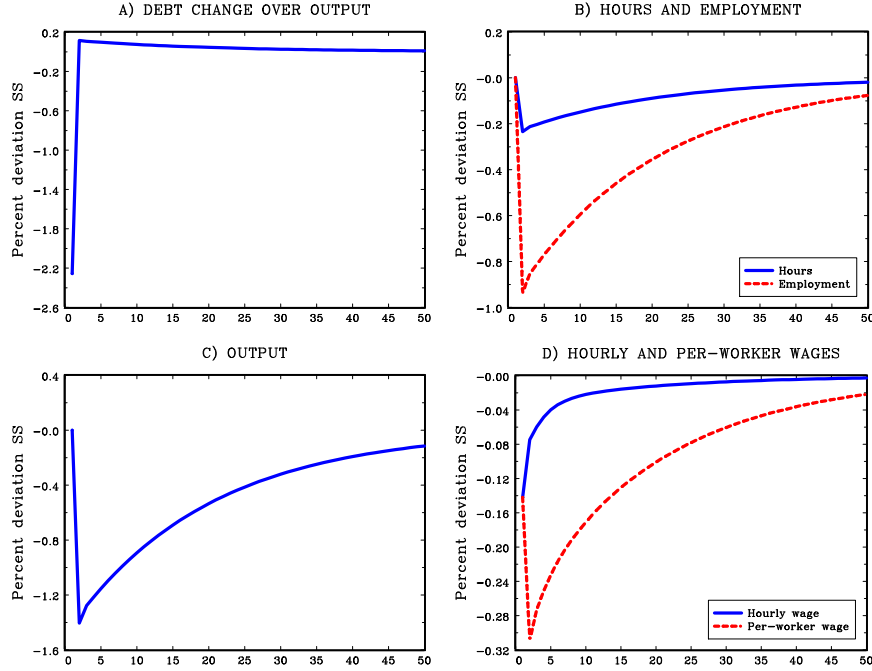 A) DEBT CHANGE OVER OUTPUT
Percent deviation SS
0.2
−0.2
−0.6
−1.0
−1.4
−1.8
−2.2
−2.6
0 5 10 15 20 25 30 35 40 45 50
B) HOURS AND EMPLOYMENT
Percent deviation SS
0.2
−0.0
−0.2
−0.4
−0.6
−0.8
−1.0
Hours
Employment
0 5 10 15 20 25 30 35 40 45 50
C) OUTPUT
Percent deviation SS
0.4
−0.0
−0.4
−0.8
−1.2
−1.6
0 5 10 15 20 25 30 35 40 45 50
D) HOURLY AND PER−WORKER WAGES
Percent deviation SS
−0.00
−0.04
−0.08
−0.12
−0.16
−0.20
−0.24
−0.28
−0.32
Hourly wage
Per−worker wage
0 5 10 15 20 25 30 35 40 45 50